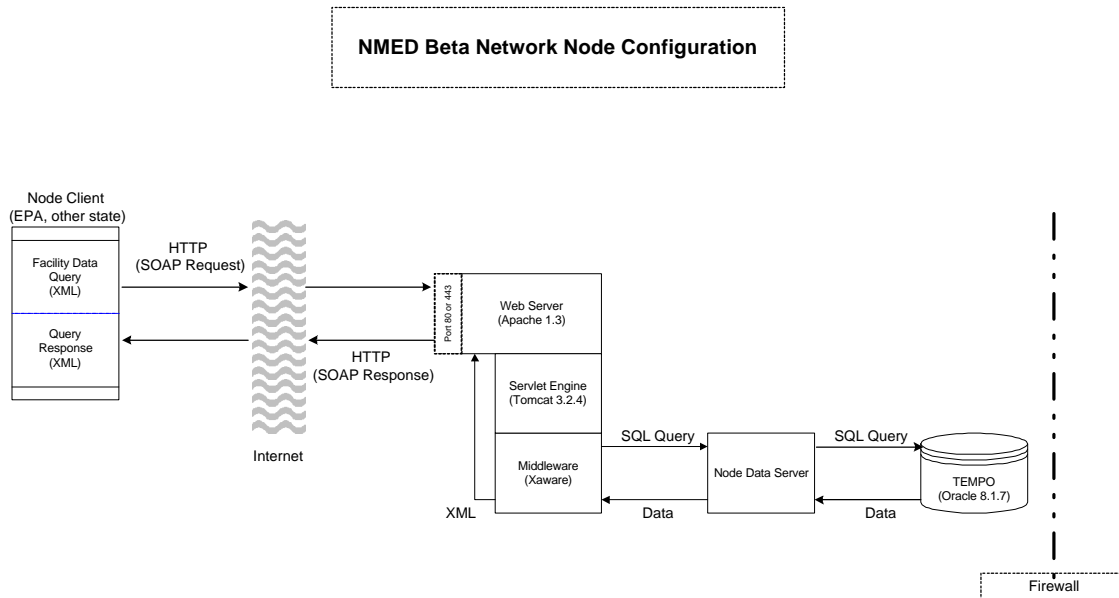 NMED Beta Network Node Configuration
Node Client
(EPA, other state)
Facility Data
Query
(XML)
Query
Response
(XML)
HTTP
(SOAP Request)
Internet
HTTP
(SOAP Response)
Port 80 or 443
Web Server
(Apache 1.3)
Servlet Engine
(Tomcat 3.2.4)
Middleware
(Xaware)
XML
SQL Query
Data
Node Data Server
SQL Query
Data
TEMPO
(Oracle 8.1.7)
Firewall